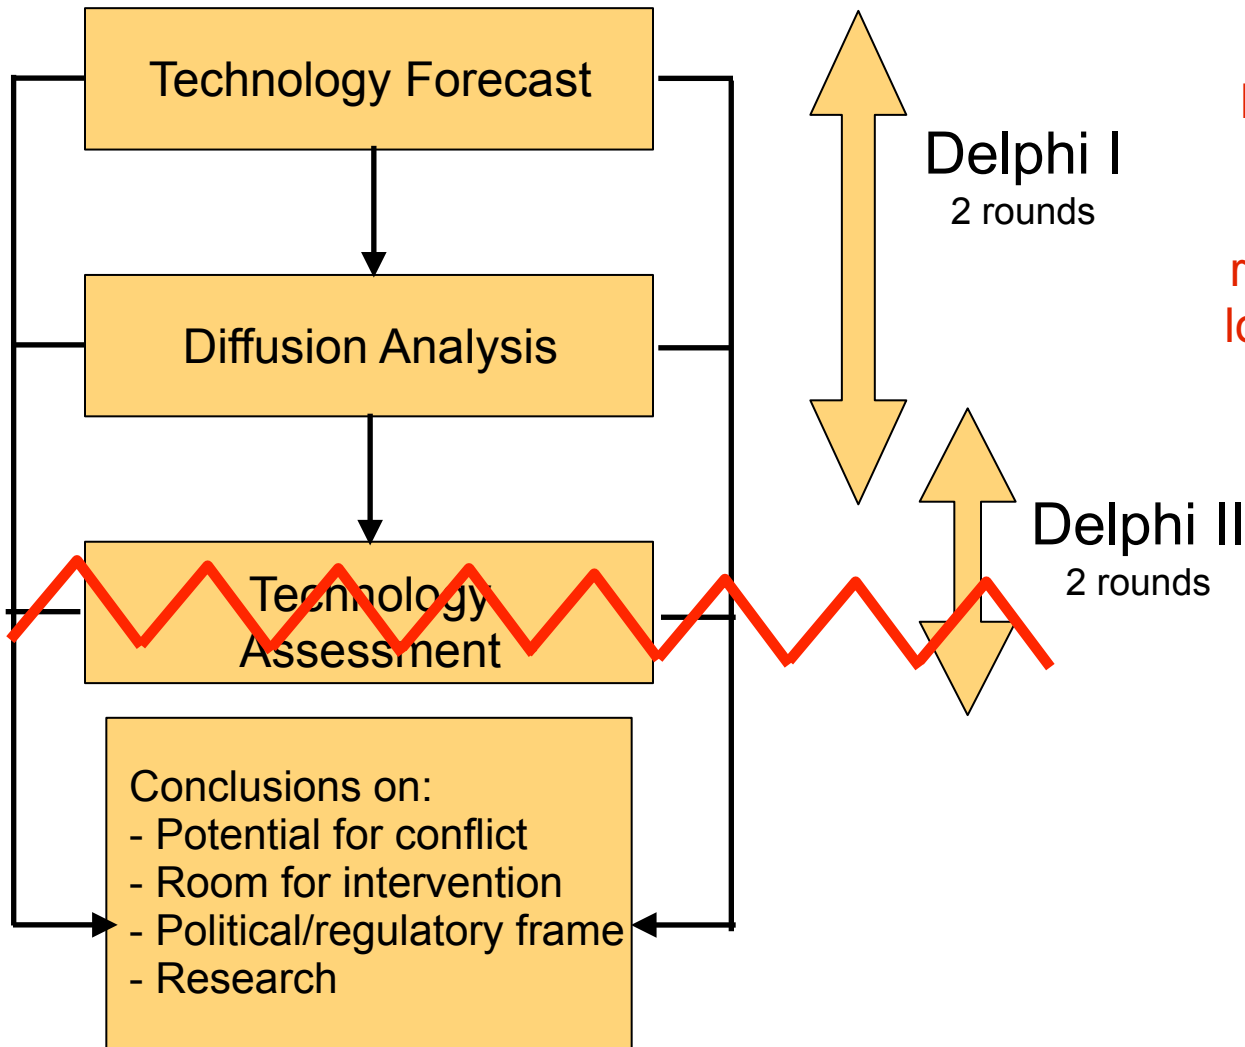 Technology Forecast
Delphi I
2 rounds
Diffusion Analysis
Delphi II
2 rounds
Technology
Assessment
Conclusions on:
- Potential for conflict
- Room for intervention
- Political/regulatory frame
- Research